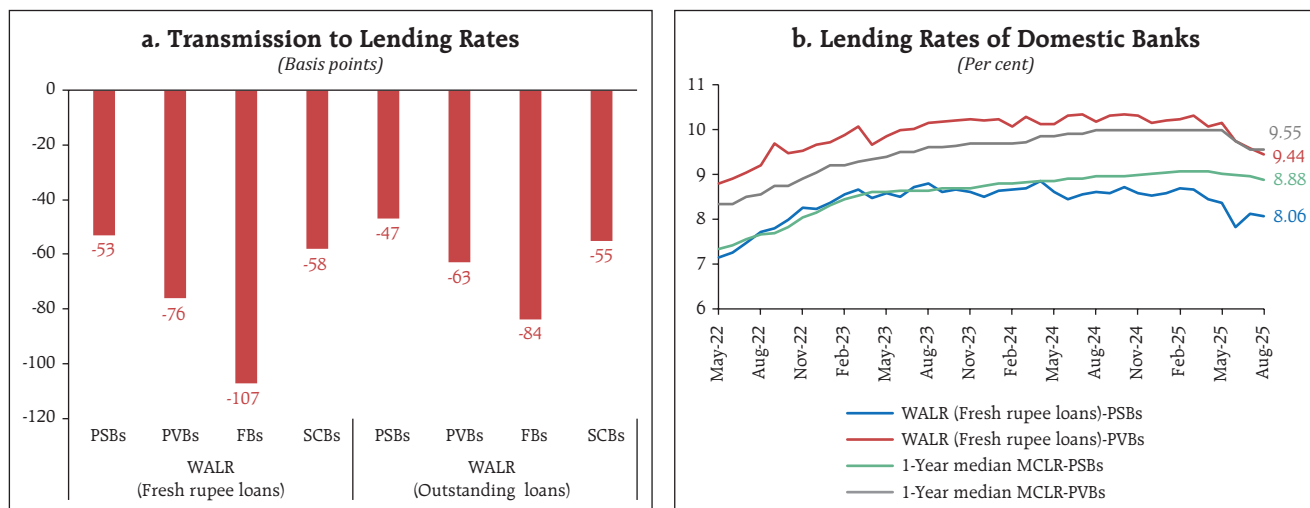 a. Transmission to Lending Rates
(Basis points)
0
-20
-40
-60
-80
-100
-120
-53
-76
-107
-58
-47
-63
-84
-55
PSBs PVBs FBs SCBs PSBs PVBs FBs SCBs
WALR WALR
(Fresh rupee loans) (Outstanding loans)
b. Lending Rates of Domestic Banks
(Per cent)
11
10
9
8
7
6
9.55
9.44
8.88
8.06
May-22 Aug-22 Nov-22 Feb-23 May-23 Aug-23 Nov-23 Feb-24 May-24 Aug-24 Nov-24 Feb-25 May-25 Aug-25
WALR (Fresh rupee loans)-PSBs
WALR (Fresh rupee loans)-PVBs
1-Year median MCLR-PSBs
1-Year median MCLR-PVBs